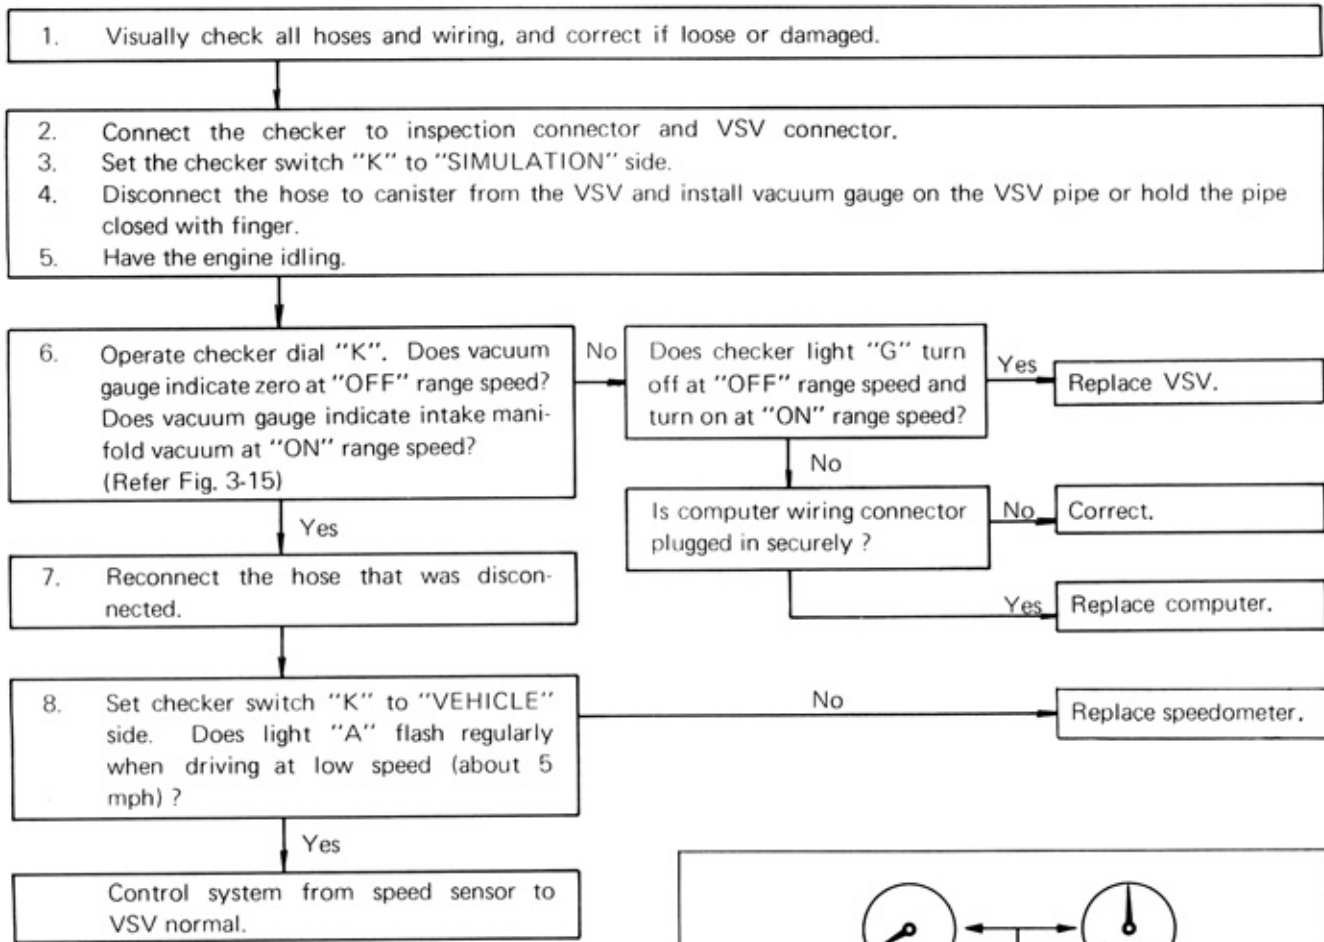 1. Visually check all hoses and wiring, and correct if loose or damaged.
2. Connect the checker to inspection connector and VSV connector.
3. Set the checker switch "K" to "SIMULATION" side.
4. Disconnect the hose to canister from the VSV and install vacuum gauge on the VSV pipe or hold the pipe
closed with finger.
5. Have the engine idling.
6. Operate checker dial "K". Does vacuum
gauge indicate zero at "OFF" range speed?
Does vacuum gauge indicate intake mani-
fold vacuum at "ON" range speed?
(Refer Fig. 3-15)
No
Does checker light "G" turn
off at "OFF" range speed and
turn on at "ON" range speed?
Yes
Replace VSV.
No
Is computer wiring connector
plugged in securely ?
No
Correct.
Yes
Replace computer.
Yes
7. Reconnect the hose that was discon-
nected.
8. Set checker switch "K" to "VEHICLE"
side. Does light "A" flash regularly
when driving at low speed (about 5
mph) ?
No
Replace speedometer.
Yes
Control system from speed sensor to
VSV normal.